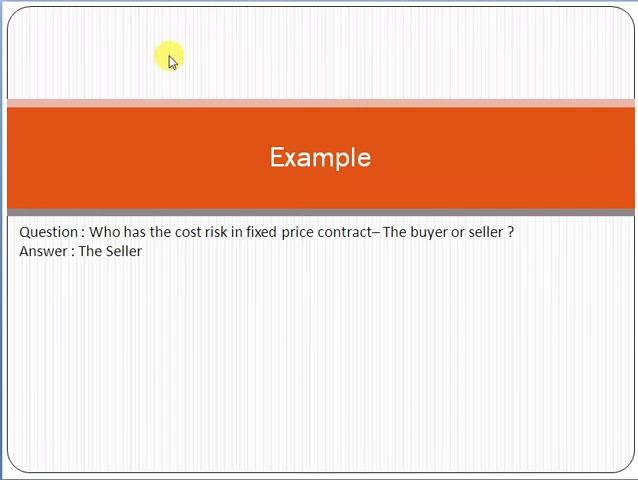 Example
Question : Who has the cost risk in fixed price contract– The buyer or seller ?
Answer : The Seller